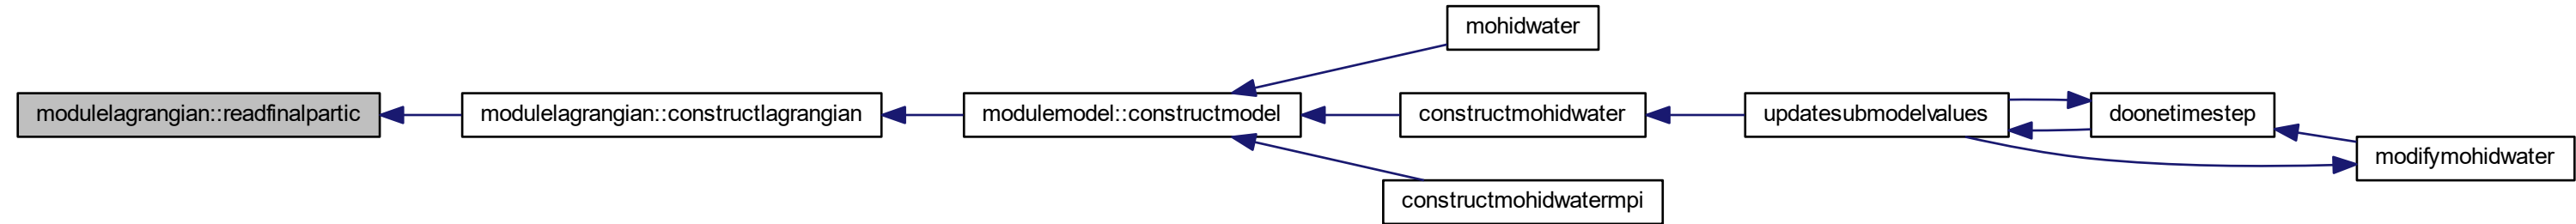 mohidwater
modulelagrangian::readfinalpartic
modulelagrangian::constructlagrangian
modulemodel::constructmodel
constructmohidwater
updatesubmodelvalues
doonetimestep
modifymohidwater
constructmohidwatermpi